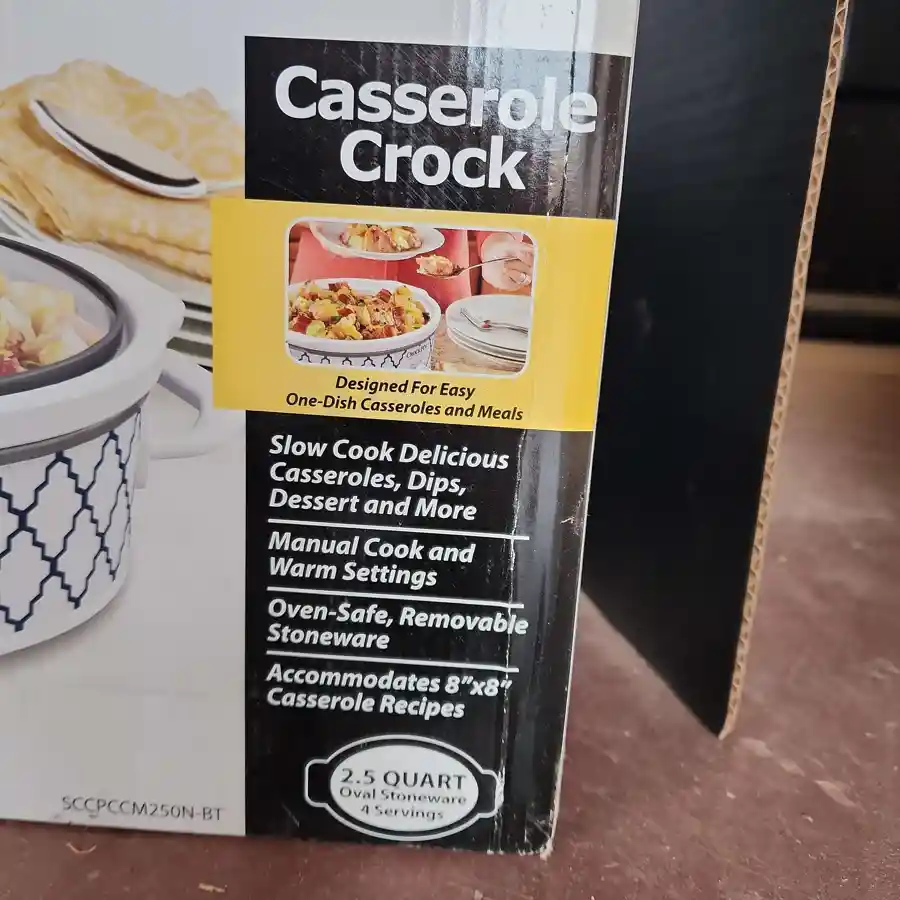 Casserole
Crock
Designed For Easy
One-Dish Casseroles and Meals
Slow Cook Delicious
Casseroles, Dips,
Dessert and More
Manual Cook and
Warm Settings
Oven-Safe, Removable
Stoneware
Accommodates 8”x8”
Casserole Recipes
2.5 QUART
Oval Stoneware
4 Servings
SCCPCCM250N-BT